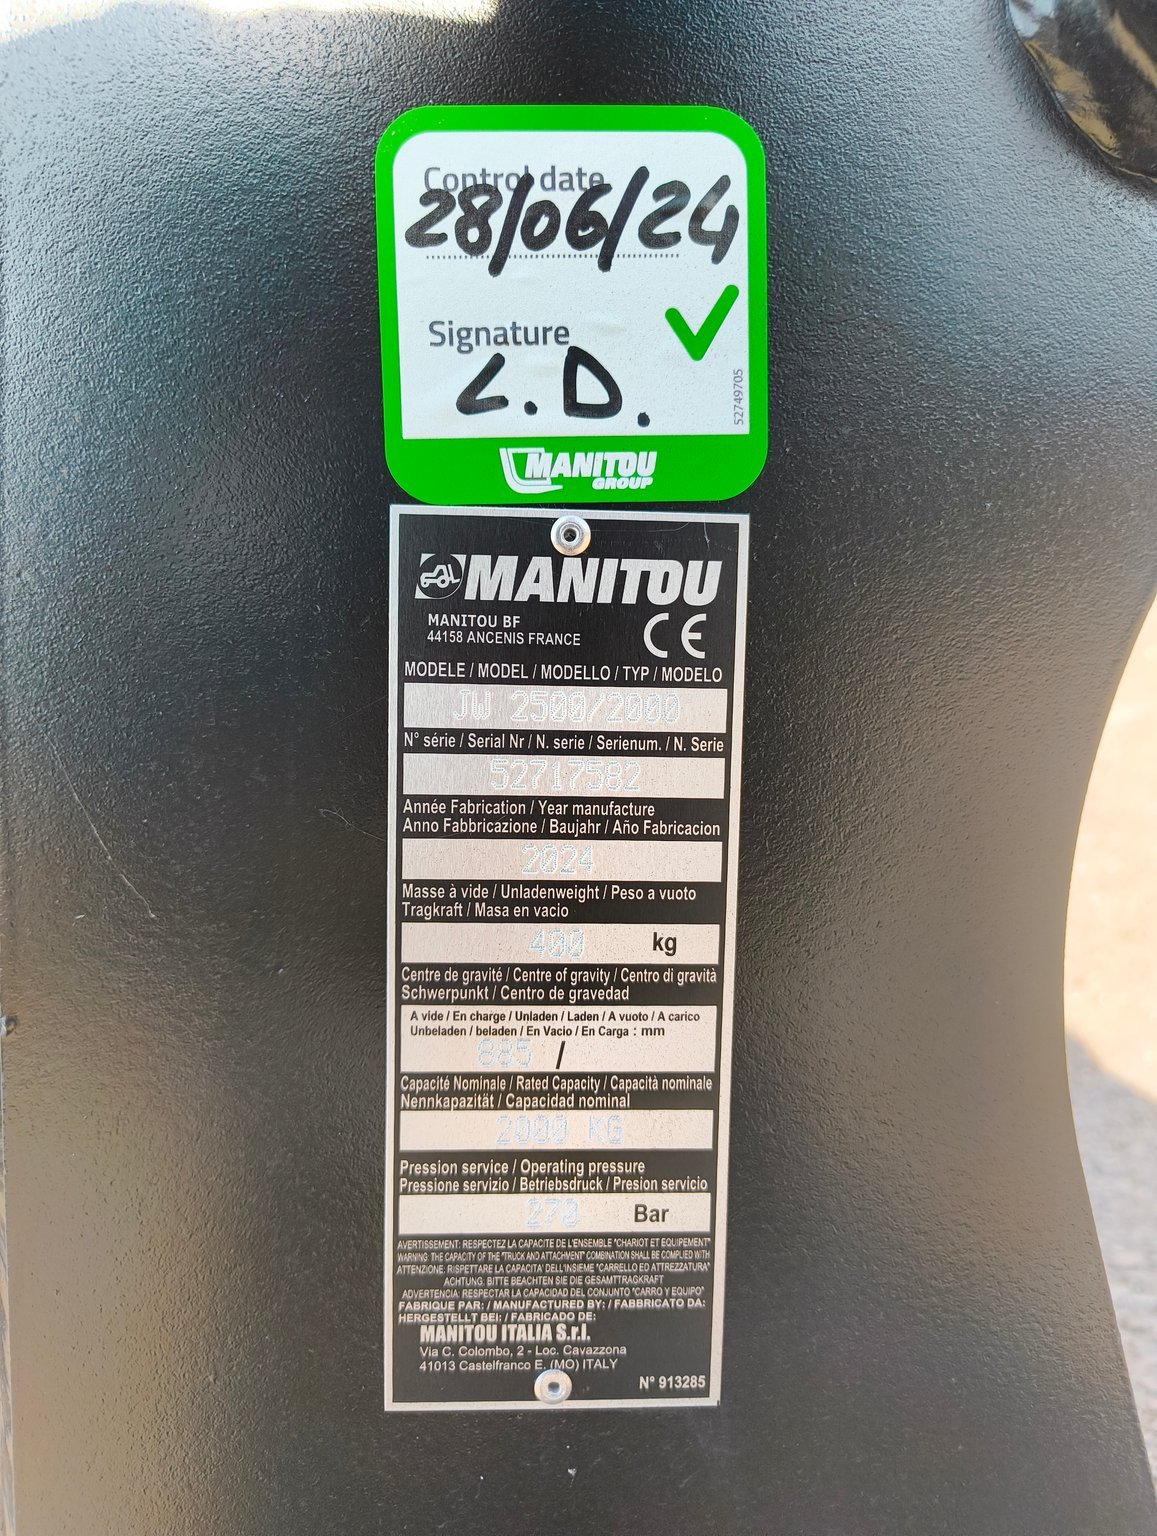 Control date
28/06/24
Signature
L.D.
52749705
MANITOU
GROUP
MANITOU
MANITOU BF
44158 ANCENIS FRANCE
CE
MODELE / MODEL / MODELLO / TYP / MODELO
JW 2500/2000
N° série / Serial Nr / N. serie / Serienum. / N. Serie
52717582
Année Fabrication / Year manufacture
Anno Fabbricazione / Baujahr / Año Fabricacion
2024
Masse à vide / Unladenweight / Peso a vuoto
Tragkraft / Masa en vacio
400 kg
Centre de gravité / Centre of gravity / Centro di gravità
Schwerpunkt / Centro de gravedad
A vide / En charge / Unladen / Laden / A vuoto / A carico
Unbeladen / beladen / En Vacio / En Carga : mm
885 /
Capacité Nominale / Rated Capacity / Capacità nominale
Nennkapazität / Capacidad nominal
2000 KG
Pression service / Operating pressure
Pressione servizio / Betriebsdruck / Presion servicio
270 Bar
AVERTISSEMENT: RESPECTEZ LA CAPACITE DE L'ENSEMBLE "CHARIOT ET EQUIPEMENT"
WARNING: THE CAPACITY OF THE "TRUCK AND ATTACHMENT" COMBINATION SHALL BE COMPLIED WITH
ATTENZIONE: RISPETTARE LA CAPACITA' DELL'INSIEME "CARRELLO ED ATTREZZATURA"
ACHTUNG: BITTE BEACHTEN SIE DIE GESAMTTRAGKRAFT
ADVERTENCIA: RESPECTAR LA CAPACIDAD DEL CONJUNTO "CARRO Y EQUIPO"
FABRIQUE PAR: / MANUFACTURED BY: / FABBRICATO DA:
HERGESTELLT BEI: / FABRICADO DE:
MANITOU ITALIA S.r.l.
Via C. Colombo, 2 - Loc. Cavazzona
41013 Castelfranco E. (MO) ITALY
N° 913285